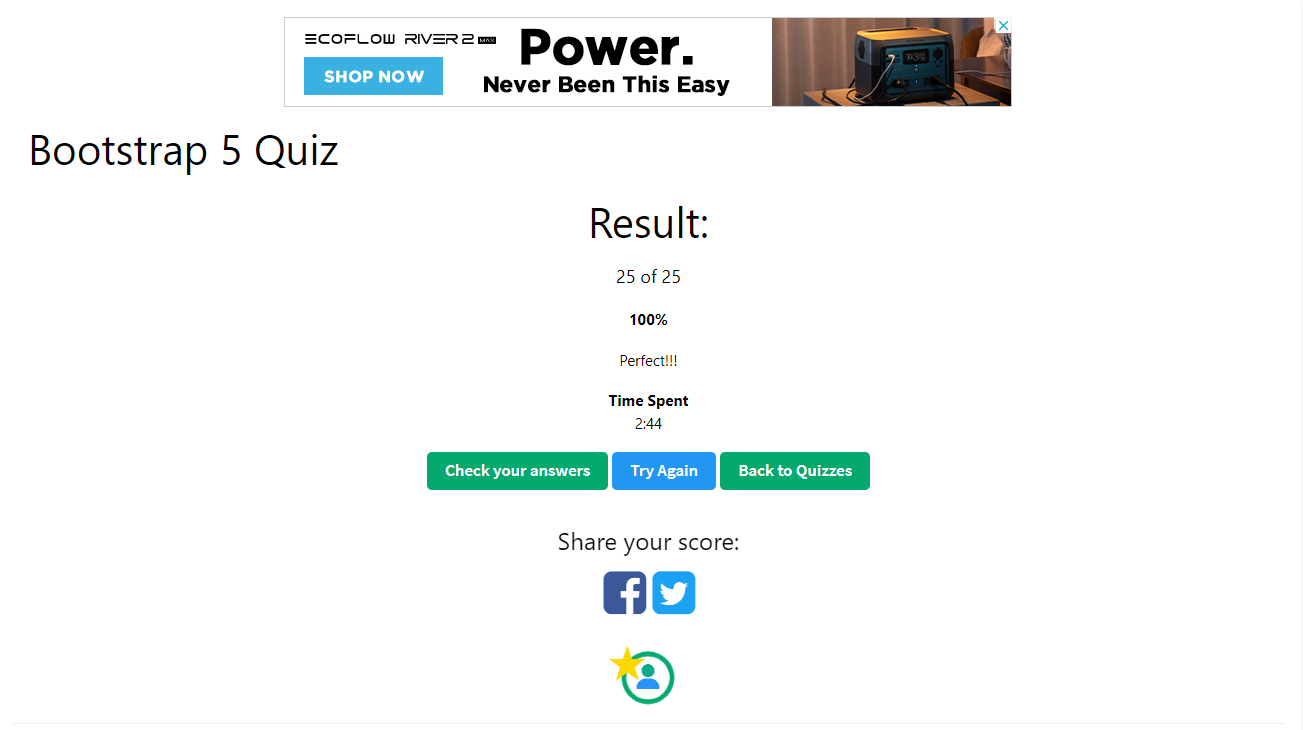 ECOFLOW RIVER 2 MAX
SHOP NOW
Power.
Never Been This Easy
Bootstrap 5 Quiz
Result:
25 of 25
100%
Perfect!!!
Time Spent
2:44
Check your answers Try Again Back to Quizzes
Share your score: